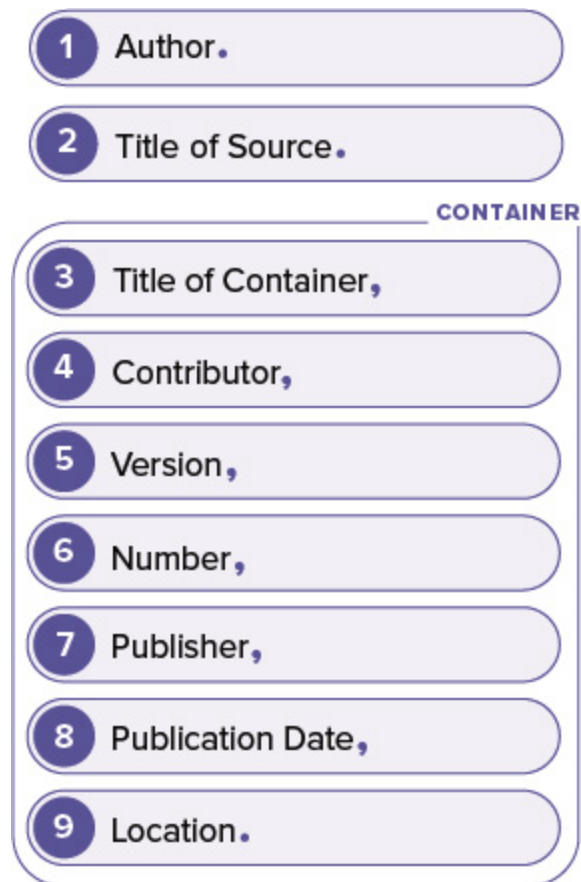 1 Author.
2 Title of Source.
CONTAINER
3 Title of Container,
4 Contributor,
5 Version,
6 Number,
7 Publisher,
8 Publication Date,
9 Location.